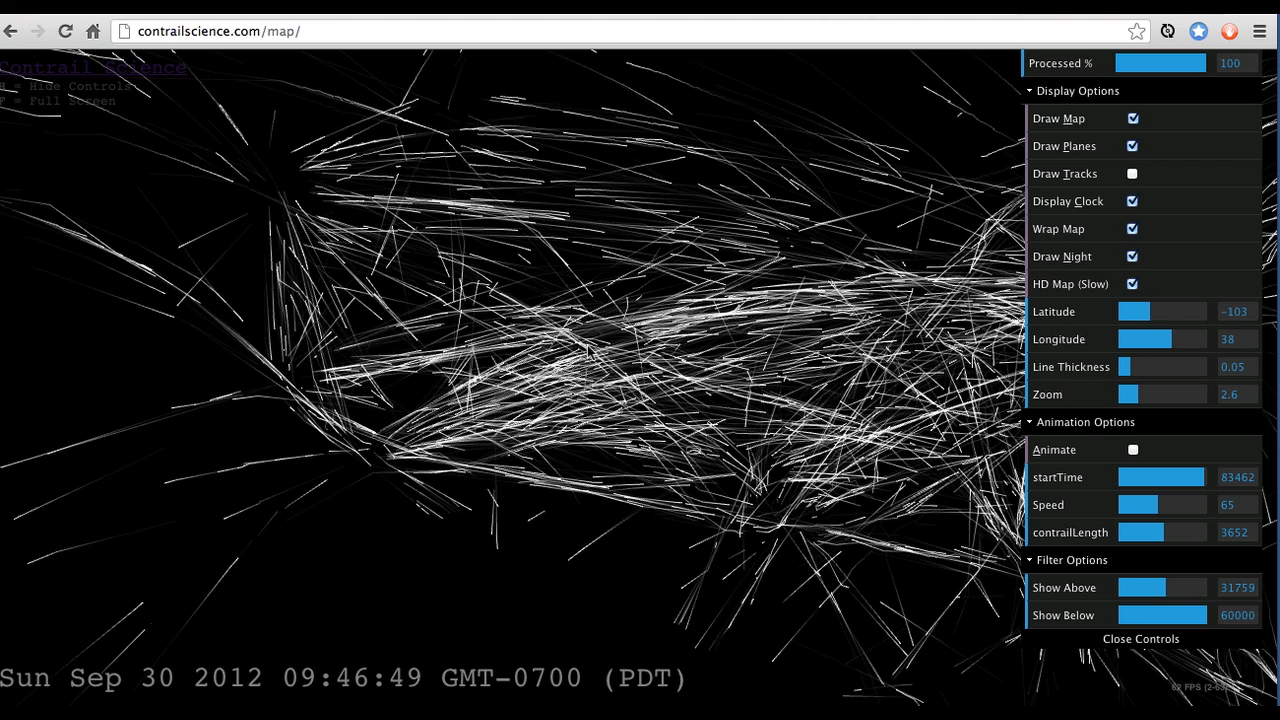 contrailscience.com/map/
Contrail Science
H = Hide Controls
F = Full Screen
Processed % 100
Display Options
Draw Map
Draw Planes
Draw Tracks
Display Clock
Wrap Map
Draw Night
HD Map (Slow)
Latitude -103
Longitude 38
Line Thickness 0.05
Zoom 2.6
Animation Options
Animate
startTime 83462
Speed 65
contrailLength 3652
Filter Options
Show Above 31759
Show Below 60000
Close Controls
Sun Sep 30 2012 09:46:49 GMT-0700 (PDT)